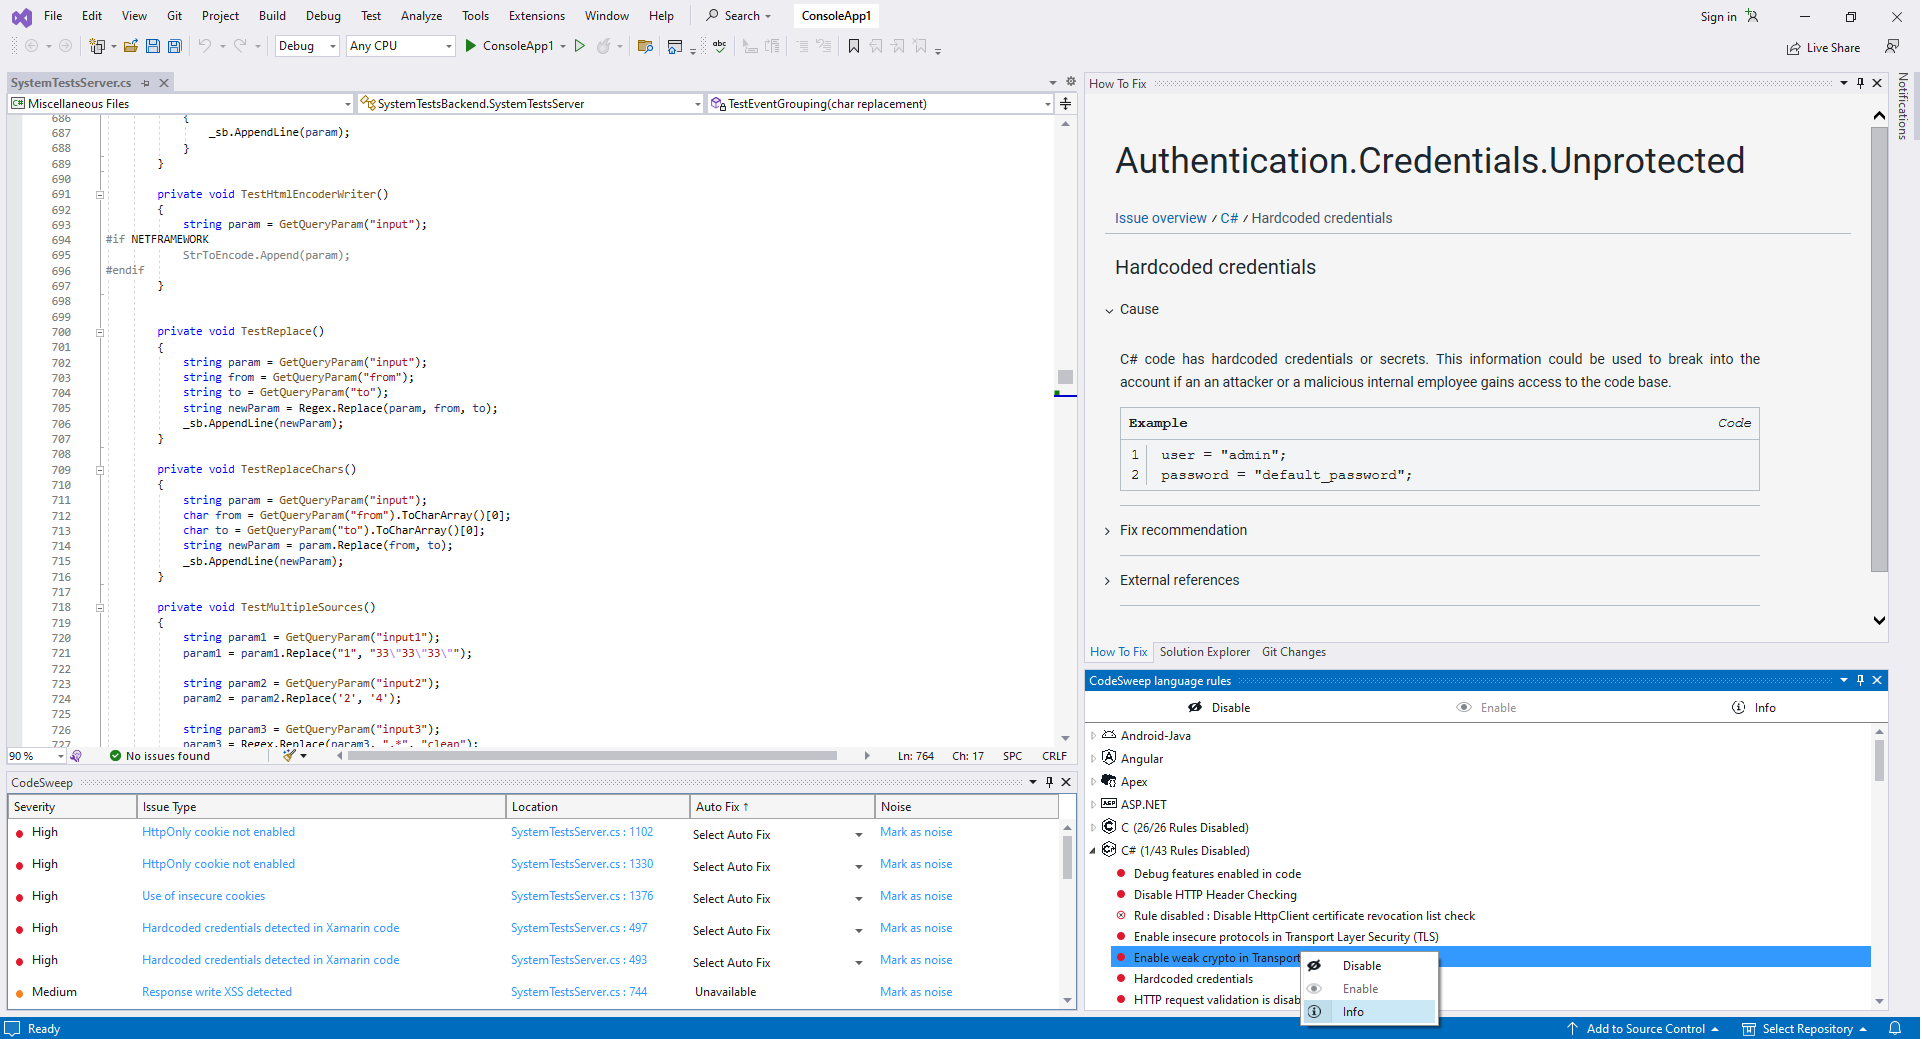 File Edit View Git Project Build Debug Test Analyze Tools Extensions Window Help Search ConsoleApp1 Sign in
Debug Any CPU ConsoleApp1 Live Share
SystemTestsServer.cs
Miscellaneous Files SystemTestsBackend.SystemTestsServer TestEventGrouping(char replacement)
686 {
687 _sb.AppendLine(param);
688 }
689 }
690
691 private void TestHtmlEncoderWriter()
692 {
693 string param = GetQueryParam("input");
694 #if NETFRAMEWORK
695 StrToEncode.Append(param);
696 #endif
697 }
698
699
700 private void TestReplace()
701 {
702 string param = GetQueryParam("input");
703 string from = GetQueryParam("from");
704 string to = GetQueryParam("to");
705 string newParam = Regex.Replace(param, from, to);
706 _sb.AppendLine(newParam);
707 }
708
709 private void TestReplaceChars()
710 {
711 string param = GetQueryParam("input");
712 char from = GetQueryParam("from").ToCharArray()[0];
713 char to = GetQueryParam("to").ToCharArray()[0];
714 string newParam = param.Replace(from, to);
715 _sb.AppendLine(newParam);
716 }
717
718 private void TestMultipleSources()
719 {
720 string param1 = GetQueryParam("input1");
721 param1 = param1.Replace("1", "33\"33\"33\"");
722
723 string param2 = GetQueryParam("input2");
724 param2 = param2.Replace('2', '4');
725
726 string param3 = GetQueryParam("input3");
727 param3 = Regex.Replace(param3, ".*", "clean");
90 % No issues found Ln: 764 Ch: 17 SPC CRLF
CodeSweep
Severity Issue Type Location Auto Fix ↑ Noise
High HttpOnly cookie not enabled SystemTestsServer.cs : 1102 Select Auto Fix Mark as noise
High HttpOnly cookie not enabled SystemTestsServer.cs : 1330 Select Auto Fix Mark as noise
High Use of insecure cookies SystemTestsServer.cs : 1376 Select Auto Fix Mark as noise
High Hardcoded credentials detected in Xamarin code SystemTestsServer.cs : 497 Select Auto Fix Mark as noise
High Hardcoded credentials detected in Xamarin code SystemTestsServer.cs : 493 Select Auto Fix Mark as noise
Medium Response write XSS detected SystemTestsServer.cs : 744 Unavailable Mark as noise
How To Fix
Notifications
Authentication.Credentials.Unprotected
Issue overview / C# / Hardcoded credentials
Hardcoded credentials
Cause
C# code has hardcoded credentials or secrets. This information could be used to break into the
account if an an attacker or a malicious internal employee gains access to the code base.
Example Code
1 user = "admin";
2 password = "default_password";
Fix recommendation
External references
How To Fix Solution Explorer Git Changes
CodeSweep language rules
Disable Enable Info
Android-Java
Angular
Apex
ASP.NET
C (26/26 Rules Disabled)
C# (1/43 Rules Disabled)
Debug features enabled in code
Disable HTTP Header Checking
Rule disabled : Disable HttpClient certificate revocation list check
Enable insecure protocols in Transport Layer Security (TLS)
Enable weak crypto in Transport
Hardcoded credentials
HTTP request validation is disab
Disable
Enable
Info
Ready Add to Source Control Select Repository